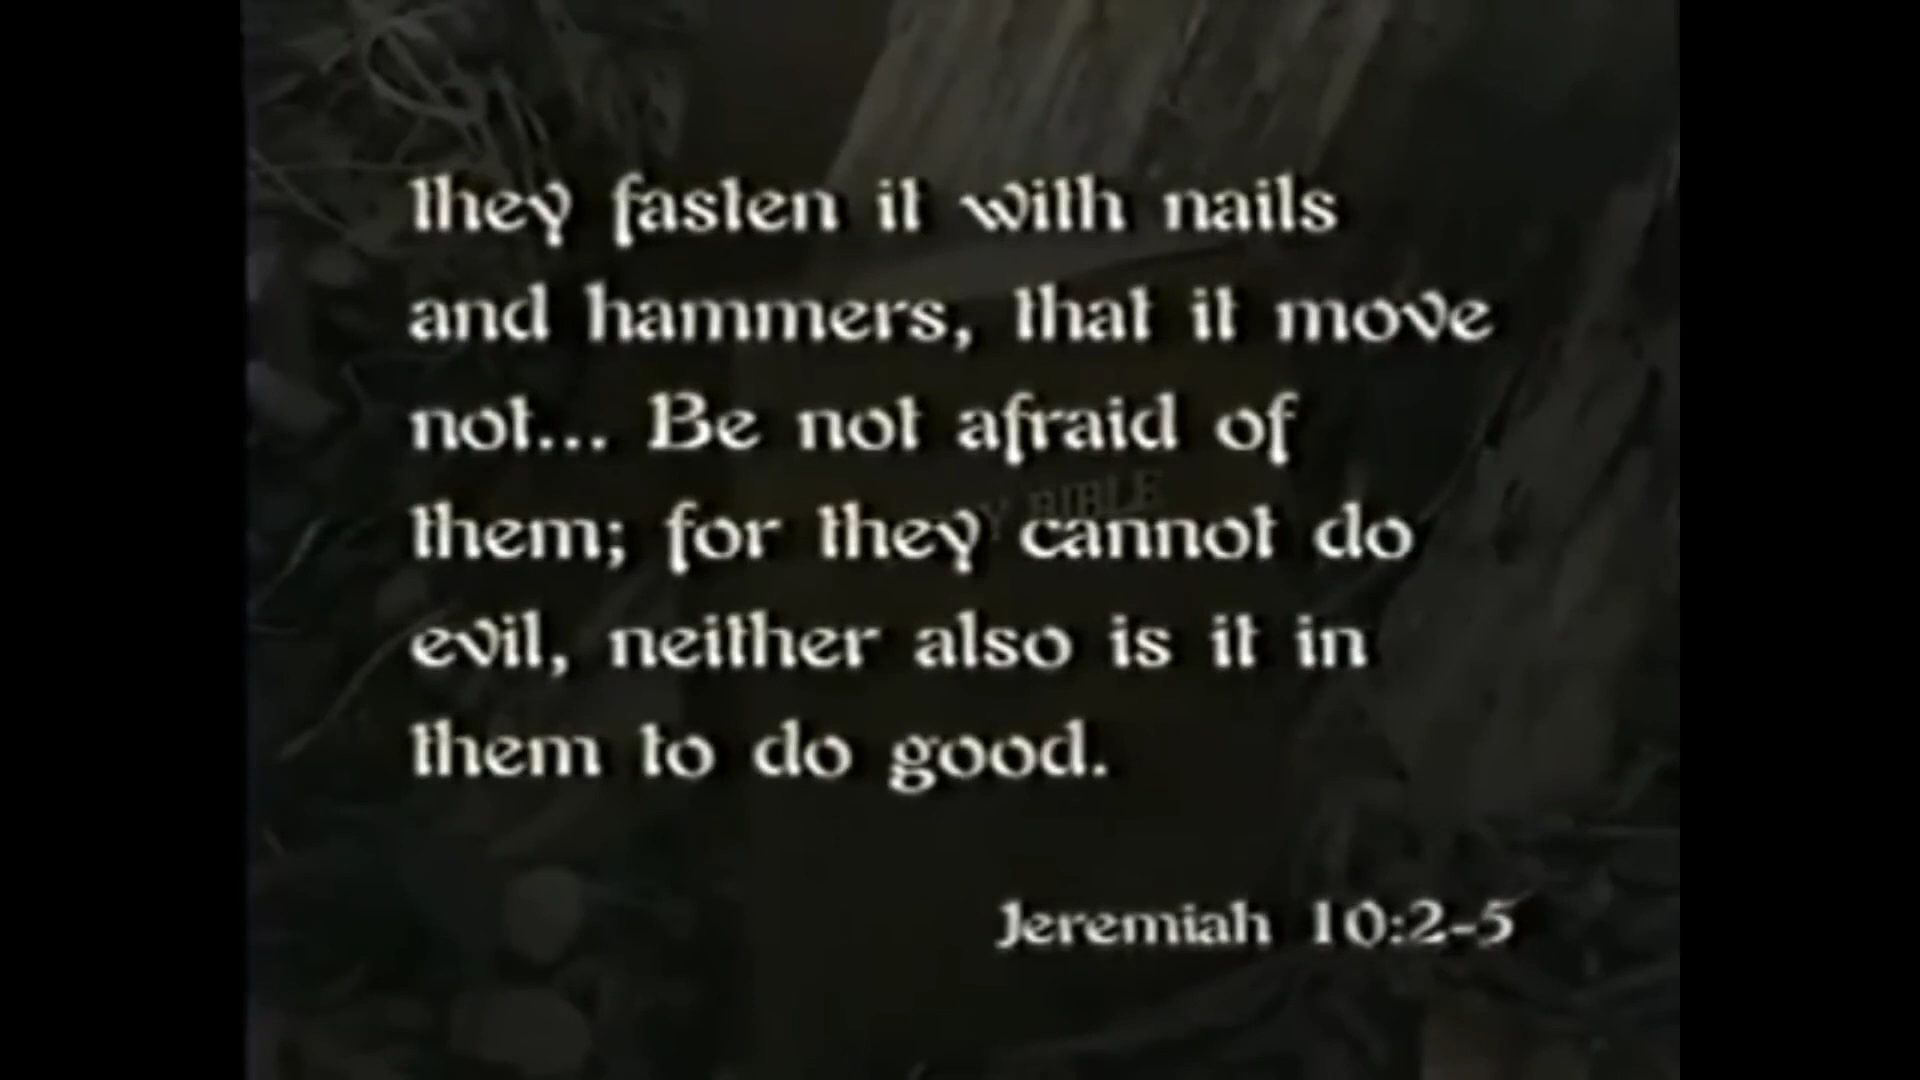 they fasten it with nails
and hammers, that it move
not... Be not afraid of
them; for they cannot do
evil, neither also is it in
them to do good.
Y BIBLE
Jeremiah 10:2-5